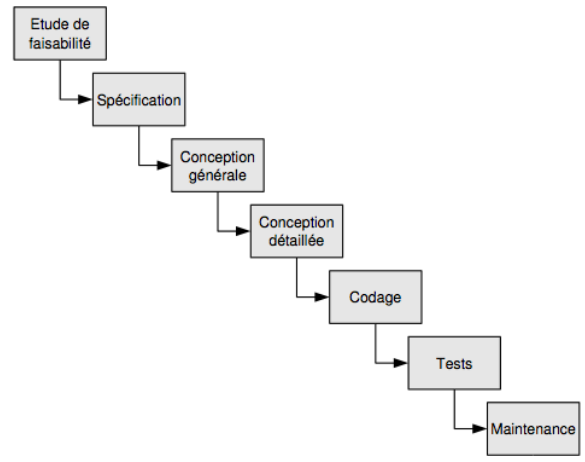 Etude de
faisabilité
Spécification
Conception
générale
Conception
détaillée
Codage
Tests
Maintenance